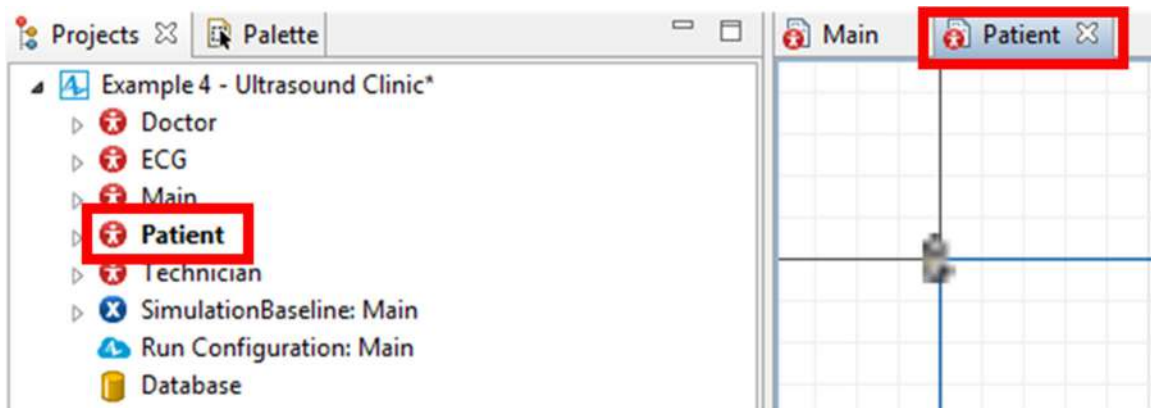 Projects Palette
Main Patient
Example 4 - Ultrasound Clinic*
Doctor
ECG
Main
Patient
Technician
SimulationBaseline: Main
Run Configuration: Main
Database